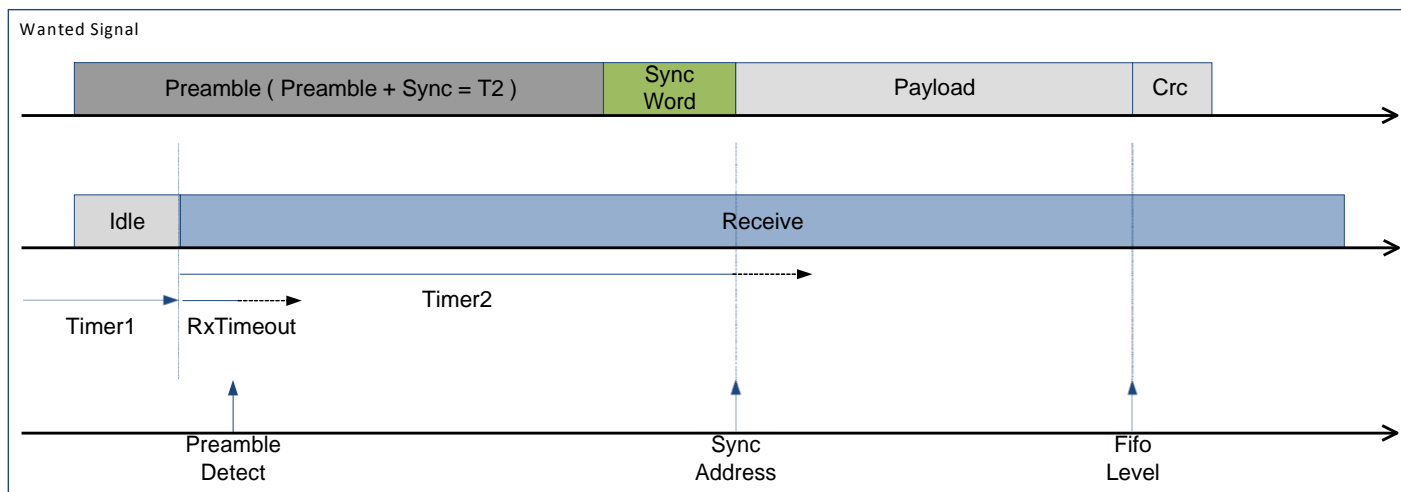 Wanted Signal
Preamble ( Preamble + Sync = T2 )
Sync
Word
Payload
Crc
Idle
Receive
Timer1
RxTimeout
Timer2
Preamble
Detect
Sync
Address
Fifo
Level